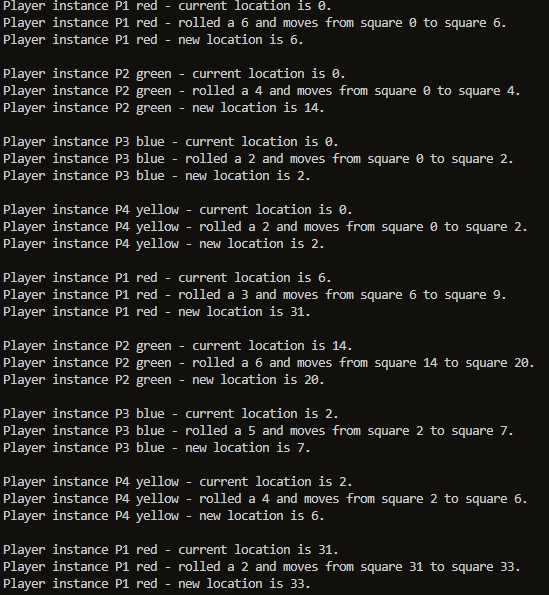 Player instance P1 red - current location is 0.
Player instance P1 red - rolled a 6 and moves from square 0 to square 6.
Player instance P1 red - new location is 6.

Player instance P2 green - current location is 0.
Player instance P2 green - rolled a 4 and moves from square 0 to square 4.
Player instance P2 green - new location is 14.

Player instance P3 blue - current location is 0.
Player instance P3 blue - rolled a 2 and moves from square 0 to square 2.
Player instance P3 blue - new location is 2.

Player instance P4 yellow - current location is 0.
Player instance P4 yellow - rolled a 2 and moves from square 0 to square 2.
Player instance P4 yellow - new location is 2.

Player instance P1 red - current location is 6.
Player instance P1 red - rolled a 3 and moves from square 6 to square 9.
Player instance P1 red - new location is 31.

Player instance P2 green - current location is 14.
Player instance P2 green - rolled a 6 and moves from square 14 to square 20.
Player instance P2 green - new location is 20.

Player instance P3 blue - current location is 2.
Player instance P3 blue - rolled a 5 and moves from square 2 to square 7.
Player instance P3 blue - new location is 7.

Player instance P4 yellow - current location is 2.
Player instance P4 yellow - rolled a 4 and moves from square 2 to square 6.
Player instance P4 yellow - new location is 6.

Player instance P1 red - current location is 31.
Player instance P1 red - rolled a 2 and moves from square 31 to square 33.
Player instance P1 red - new location is 33.